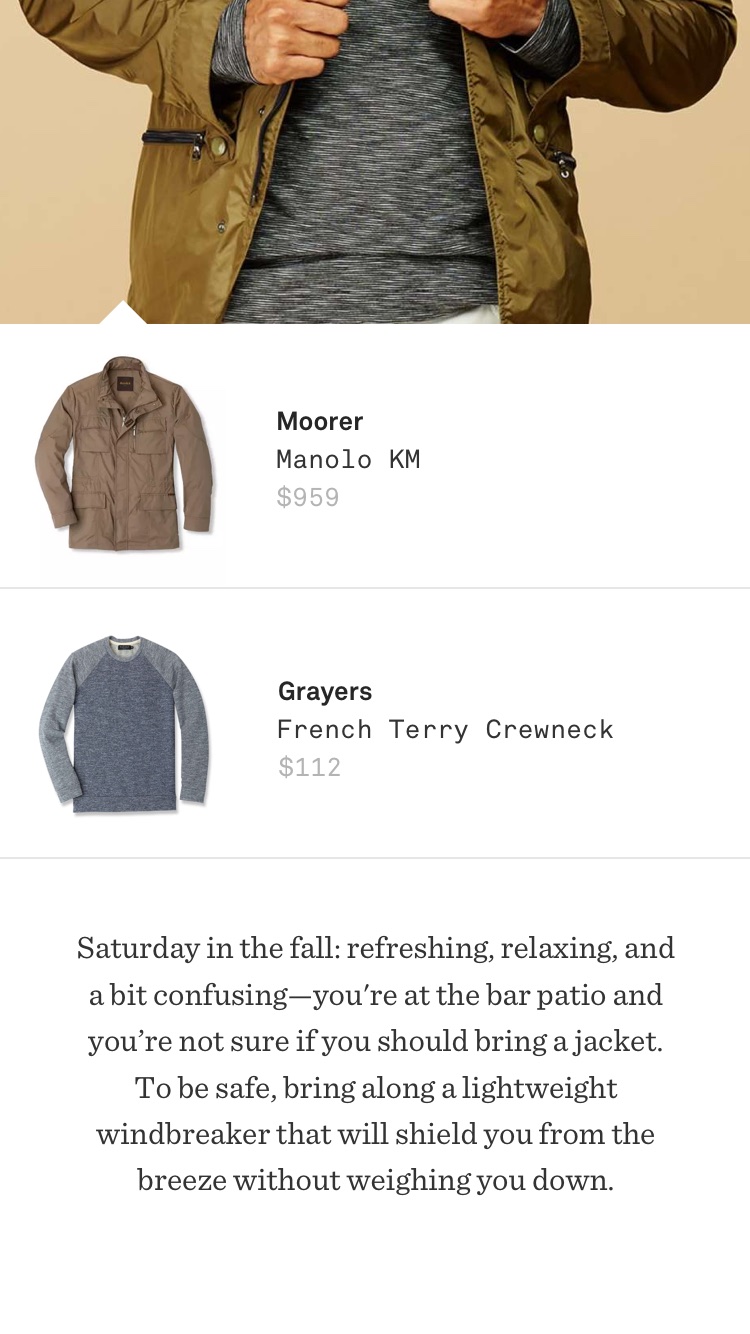 Moorer
Manolo KM
$959
Grayers
French Terry Crewneck
$112
Saturday in the fall: refreshing, relaxing, and
a bit confusing—you're at the bar patio and
you’re not sure if you should bring a jacket.
To be safe, bring along a lightweight
windbreaker that will shield you from the
breeze without weighing you down.